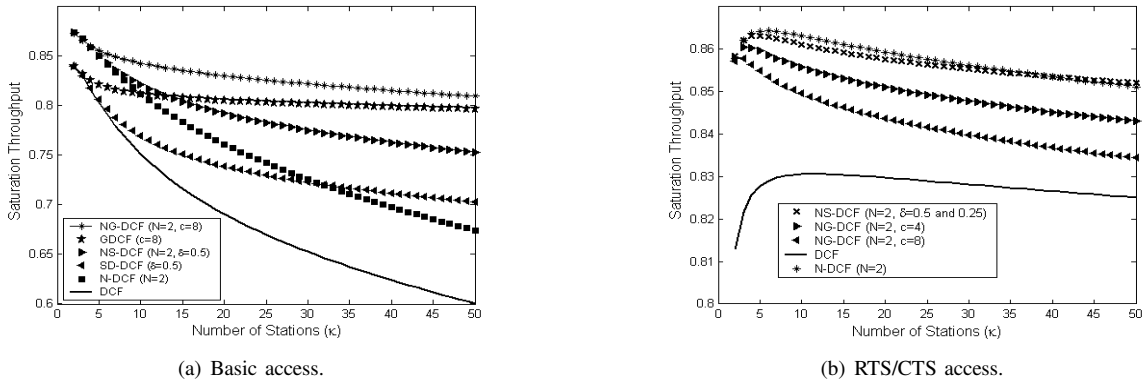 Saturation Throughput
0.85
0.8
0.75
0.7
0.65
0.6
NG-DCF (N=2, c=8)
GDCF (c=8)
NS-DCF (N=2, δ=0.5)
SD-DCF (δ=0.5)
N-DCF (N=2)
DCF
0 5 10 15 20 25 30 35 40 45 50
Number of Stations (κ)
(a) Basic access.
Saturation Throughput
0.86
0.85
0.84
0.83
0.82
0.81
0.8
NS-DCF (N=2, δ=0.5 and 0.25)
NG-DCF (N=2, c=4)
NG-DCF (N=2, c=8)
DCF
N-DCF (N=2)
0 5 10 15 20 25 30 35 40 45 50
Number of Stations (κ)
(b) RTS/CTS access.